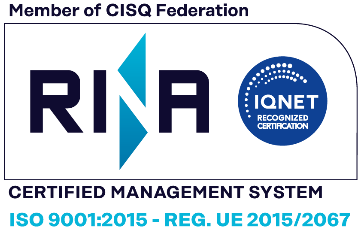 Member of CISQ Federation
RINA
IQNET
RECOGNIZED
CERTIFICATION
CERTIFIED MANAGEMENT SYSTEM
ISO 9001:2015 - REG. UE 2015/2067